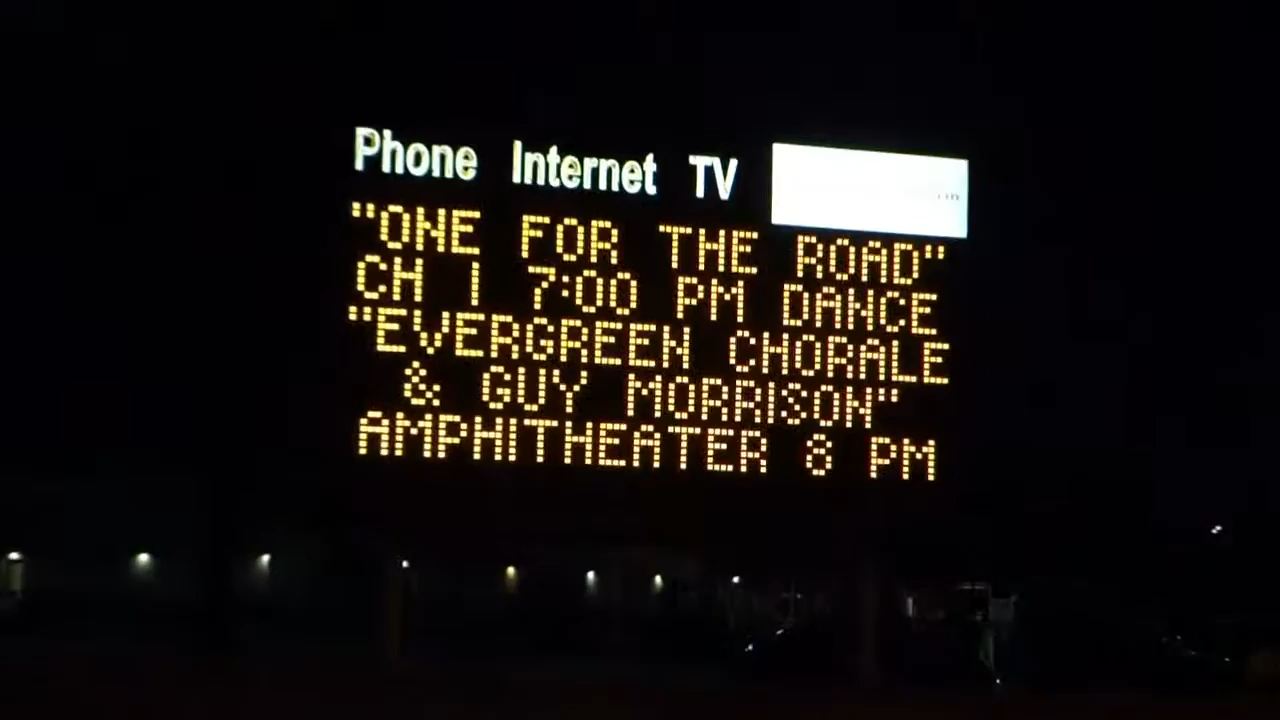 Phone Internet TV
"ONE FOR THE ROAD"
CH 1 7:00 PM DANCE
"EVERGREEN CHORALE
& GUY MORRISON"
AMPHITHEATER 8 PM